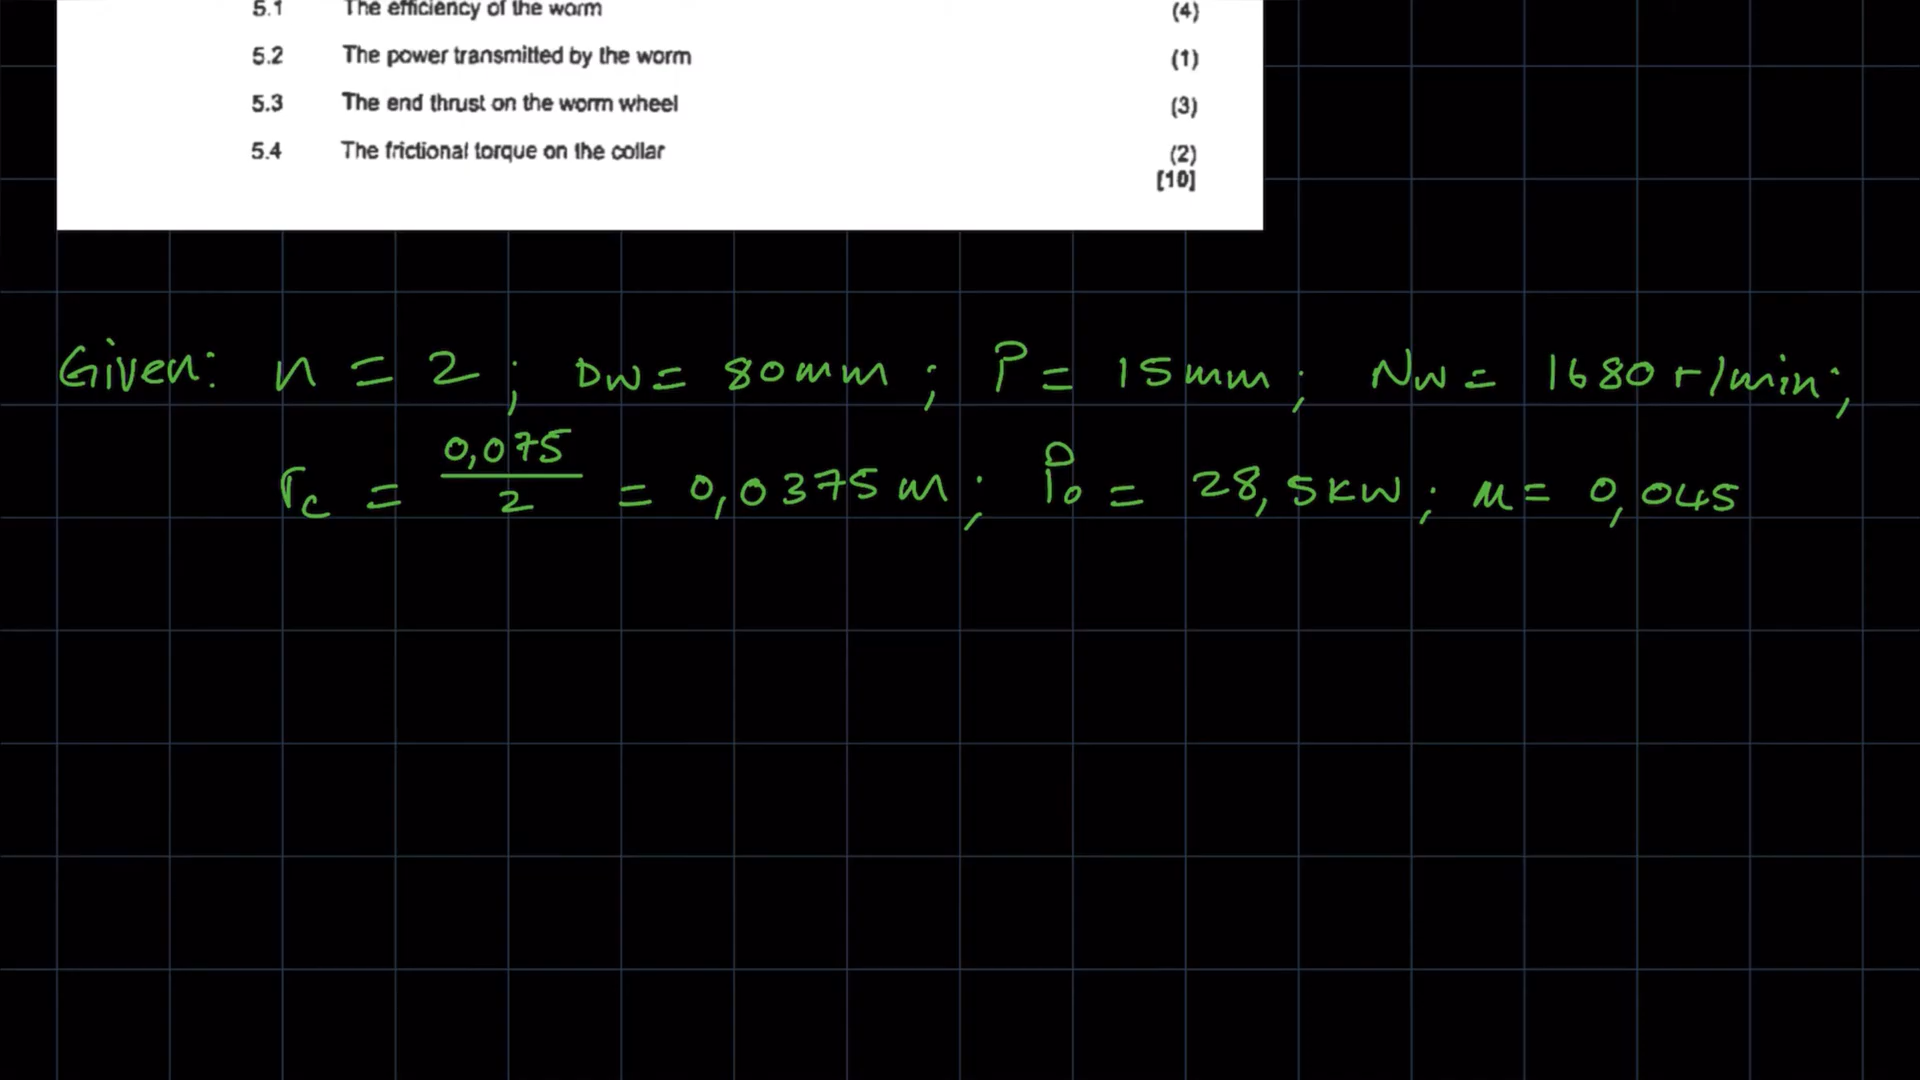 5.1 The efficiency of the worm (4)
5.2 The power transmitted by the worm (1)
5.3 The end thrust on the worm wheel (3)
5.4 The frictional torque on the collar (2)
[10]
Given: n = 2 ; Dw = 80mm ; P = 15mm ; Nw = 1680 r/min ;
rc = 0,075 / 2 = 0,0375 m ; Po = 28,5kW ; μ = 0,045